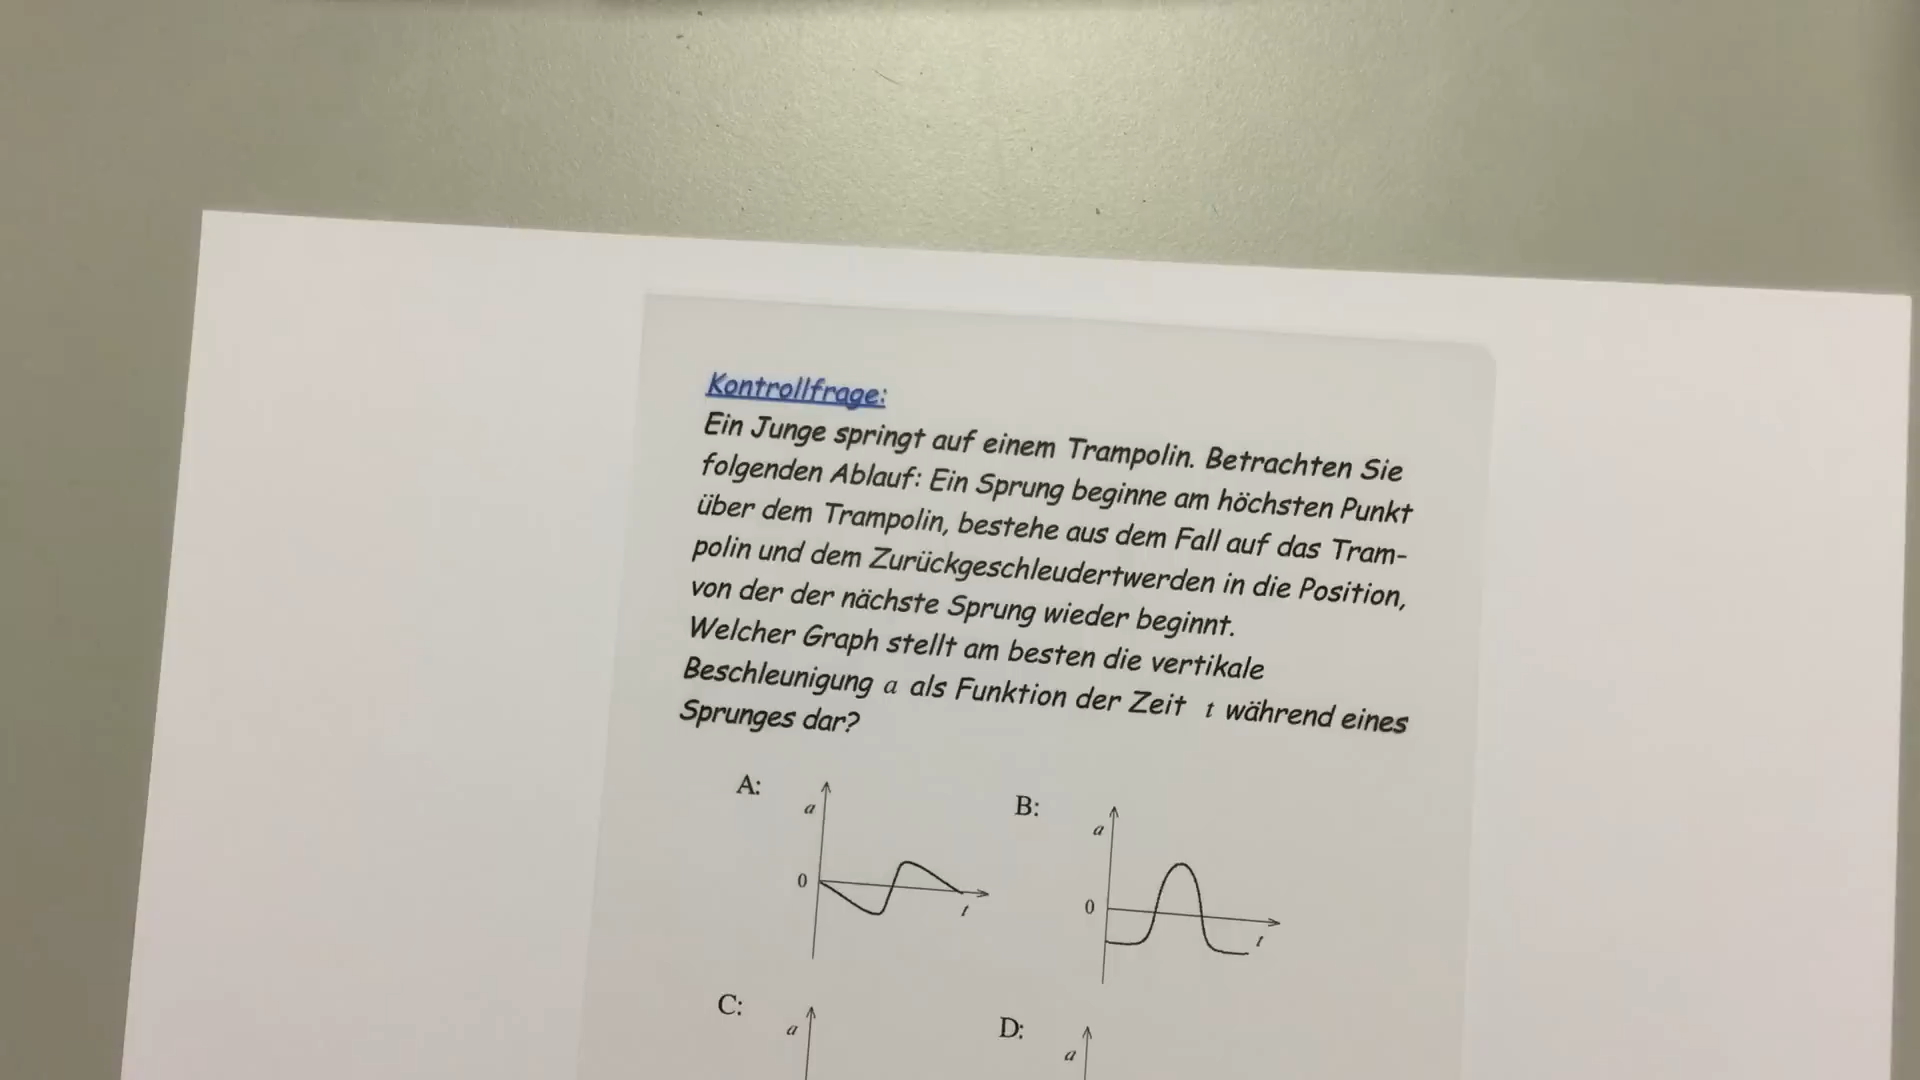 Kontrollfrage:
Ein Junge springt auf einem Trampolin. Betrachten Sie
folgenden Ablauf: Ein Sprung beginne am höchsten Punkt
über dem Trampolin, bestehe aus dem Fall auf das Tram-
polin und dem Zurückgeschleudertwerden in die Position,
von der der nächste Sprung wieder beginnt.
Welcher Graph stellt am besten die vertikale
Beschleunigung a als Funktion der Zeit t während eines
Sprunges dar?
A:
a
0
t
B:
a
0
t
C:
a
D:
a